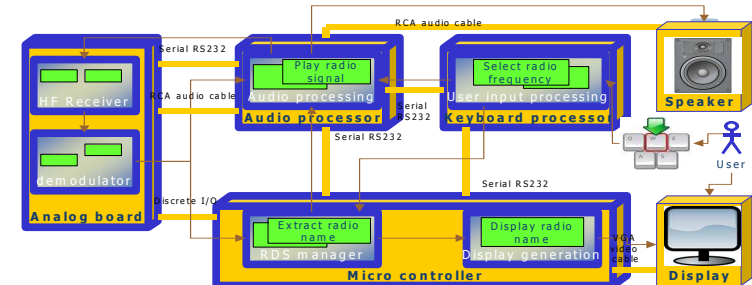 RCA audio cable
Serial RS232
Play radio
signal
Audio processing
Audio processor
Select radio
frequency
User input processing
Keyboard processor
Speaker
HF Receiver
RCA audio cable
Serial
RS232
Serial RS232
demodulator
Analog board
Q W E
A S
User
Discrete I/O
Serial RS232
Extract radio
name
RDS manager
Display radio
name
Display generation
Micro controller
VGA
video
cable
Display